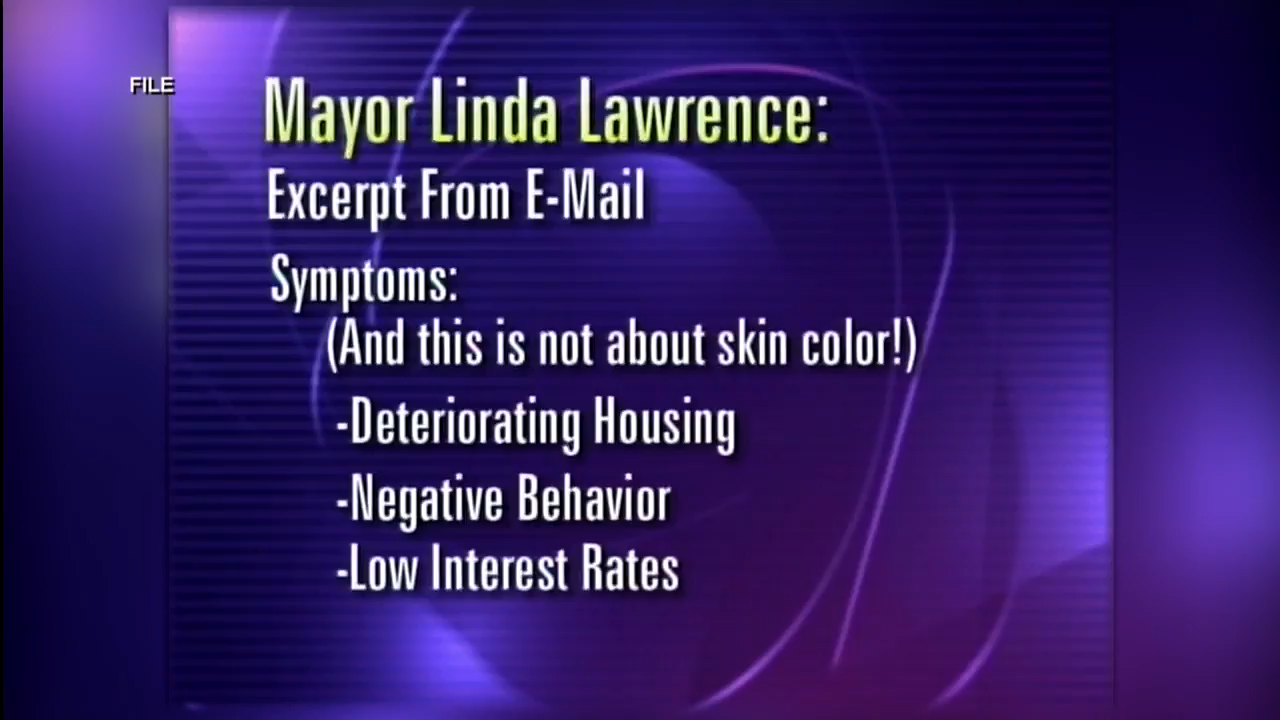 FILE
Mayor Linda Lawrence:
Excerpt From E-Mail
Symptoms:
(And this is not about skin color!)
-Deteriorating Housing
-Negative Behavior
-Low Interest Rates